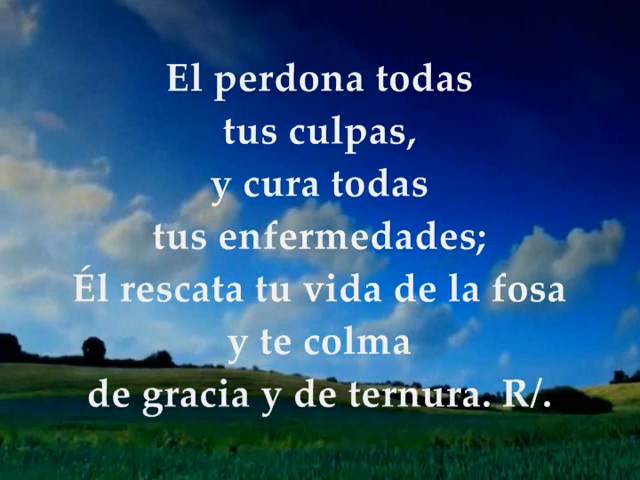 El perdona todas
tus culpas,
y cura todas
tus enfermedades;
Él rescata tu vida de la fosa
y te colma
de gracia y de ternura. R/.